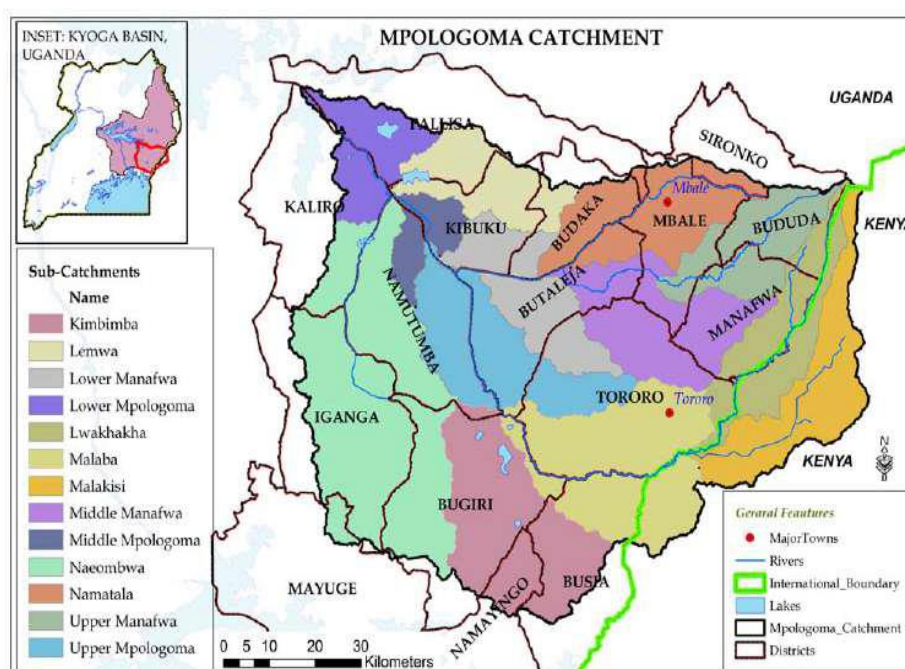 INSET: KYOGA BASIN,
UGANDA
MPOLOGOMA CATCHMENT
UGANDA
SIRONKO
PALLISA
KALIRO
KIBUKU
BUDAKA
Mbale
MBALE
BUDUDA
KENYA
NAMUTUMBA
BUTALEJA
MANAFWA
TORORO
Tororo
IGANGA
BUGIRI
KENYA
MAYUGE
NAMAYINGO
BUSIA
Sub-Catchments
Name
Kimbimba
Lemwa
Lower Manafwa
Lower Mpologoma
Lwakhakha
Malaba
Malakisi
Middle Manafwa
Middle Mpologoma
Naeombwa
Namatala
Upper Manafwa
Upper Mpologoma
N
Geraral Feautures
MajorTowns
Rivers
International_Boundary
Lakes
Mpologoma_Catchment
Districts
0 5 10 20 30
Kilometers